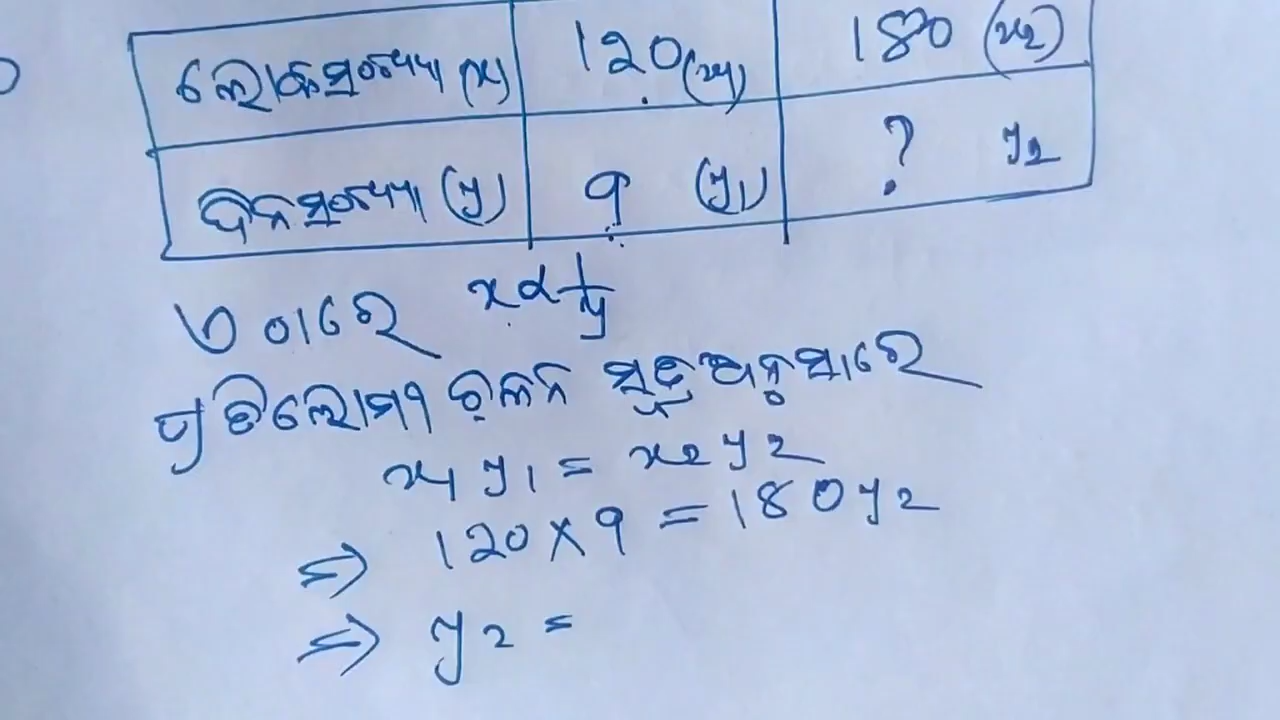 ଲୋକସଂଖ୍ୟା (x) 120 (x1) 180 (x2)
ଦିନସଂଖ୍ୟା (y) 9 (y1) ? y2
ଏଠାରେ x ∝ 1/y
ପ୍ରତିଲୋମୀ ଚଳନ ସୂତ୍ର ଅନୁସାରେ
x1 y1 = x2 y2
⇒ 120 × 9 = 180 y2
⇒ y2 =